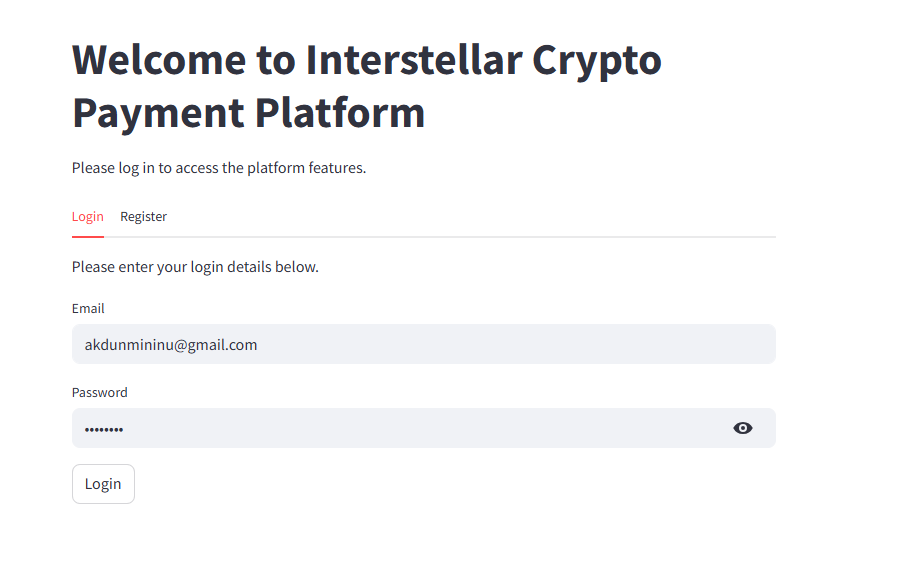 Welcome to Interstellar Crypto
Payment Platform
Please log in to access the platform features.
Login Register
Please enter your login details below.
Email
akdunmininu@gmail.com
Password
••••••••
Login